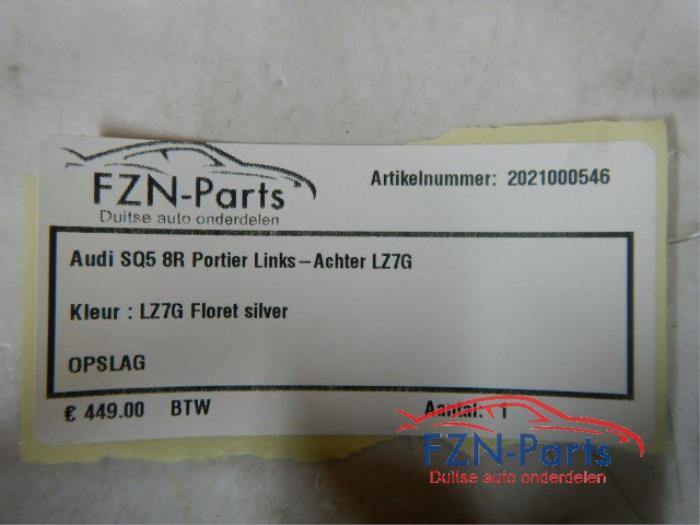 FZN-Parts
Duitse auto onderdelen
Artikelnummer: 2021000546
Audi SQ5 8R Portier Links-Achter LZ7G
Kleur : LZ7G Floret silver
OPSLAG
€ 449.00 BTW
Aantal: 1
FZN-Parts
Duitse auto onderdelen